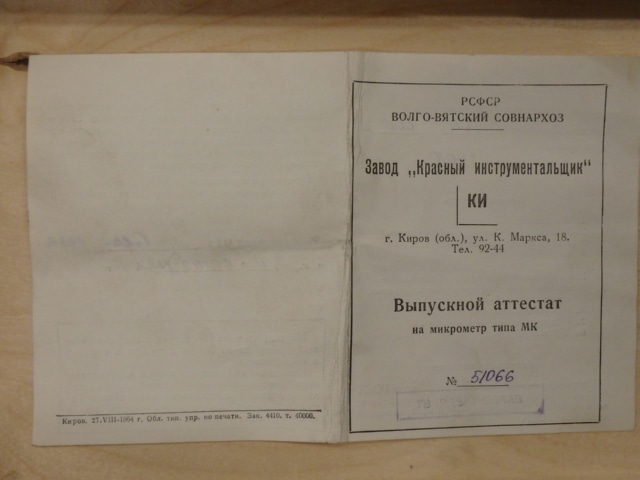 РСФСР
ВОЛГО-ВЯТСКИЙ СОВНАРХОЗ
Завод „Красный инструментальщик"
КИ
г. Киров (обл.), ул. К. Маркса, 18.
Тел. 92-44
Выпускной аттестат
на микрометр типа МК
№ 51066
Киров. 27.VIII-1964 г. Обл. тип. упр. по печати. Зак. 4410, т. 40000.